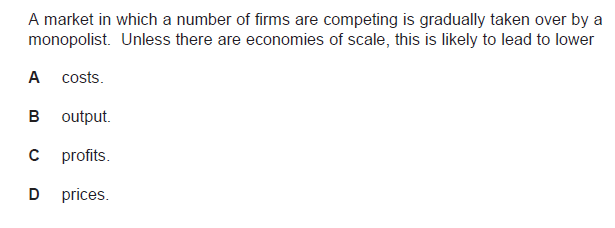 A market in which a number of firms are competing is gradually taken over by a
monopolist.  Unless there are economies of scale, this is likely to lead to lower
A costs.
B output.
C profits.
D prices.